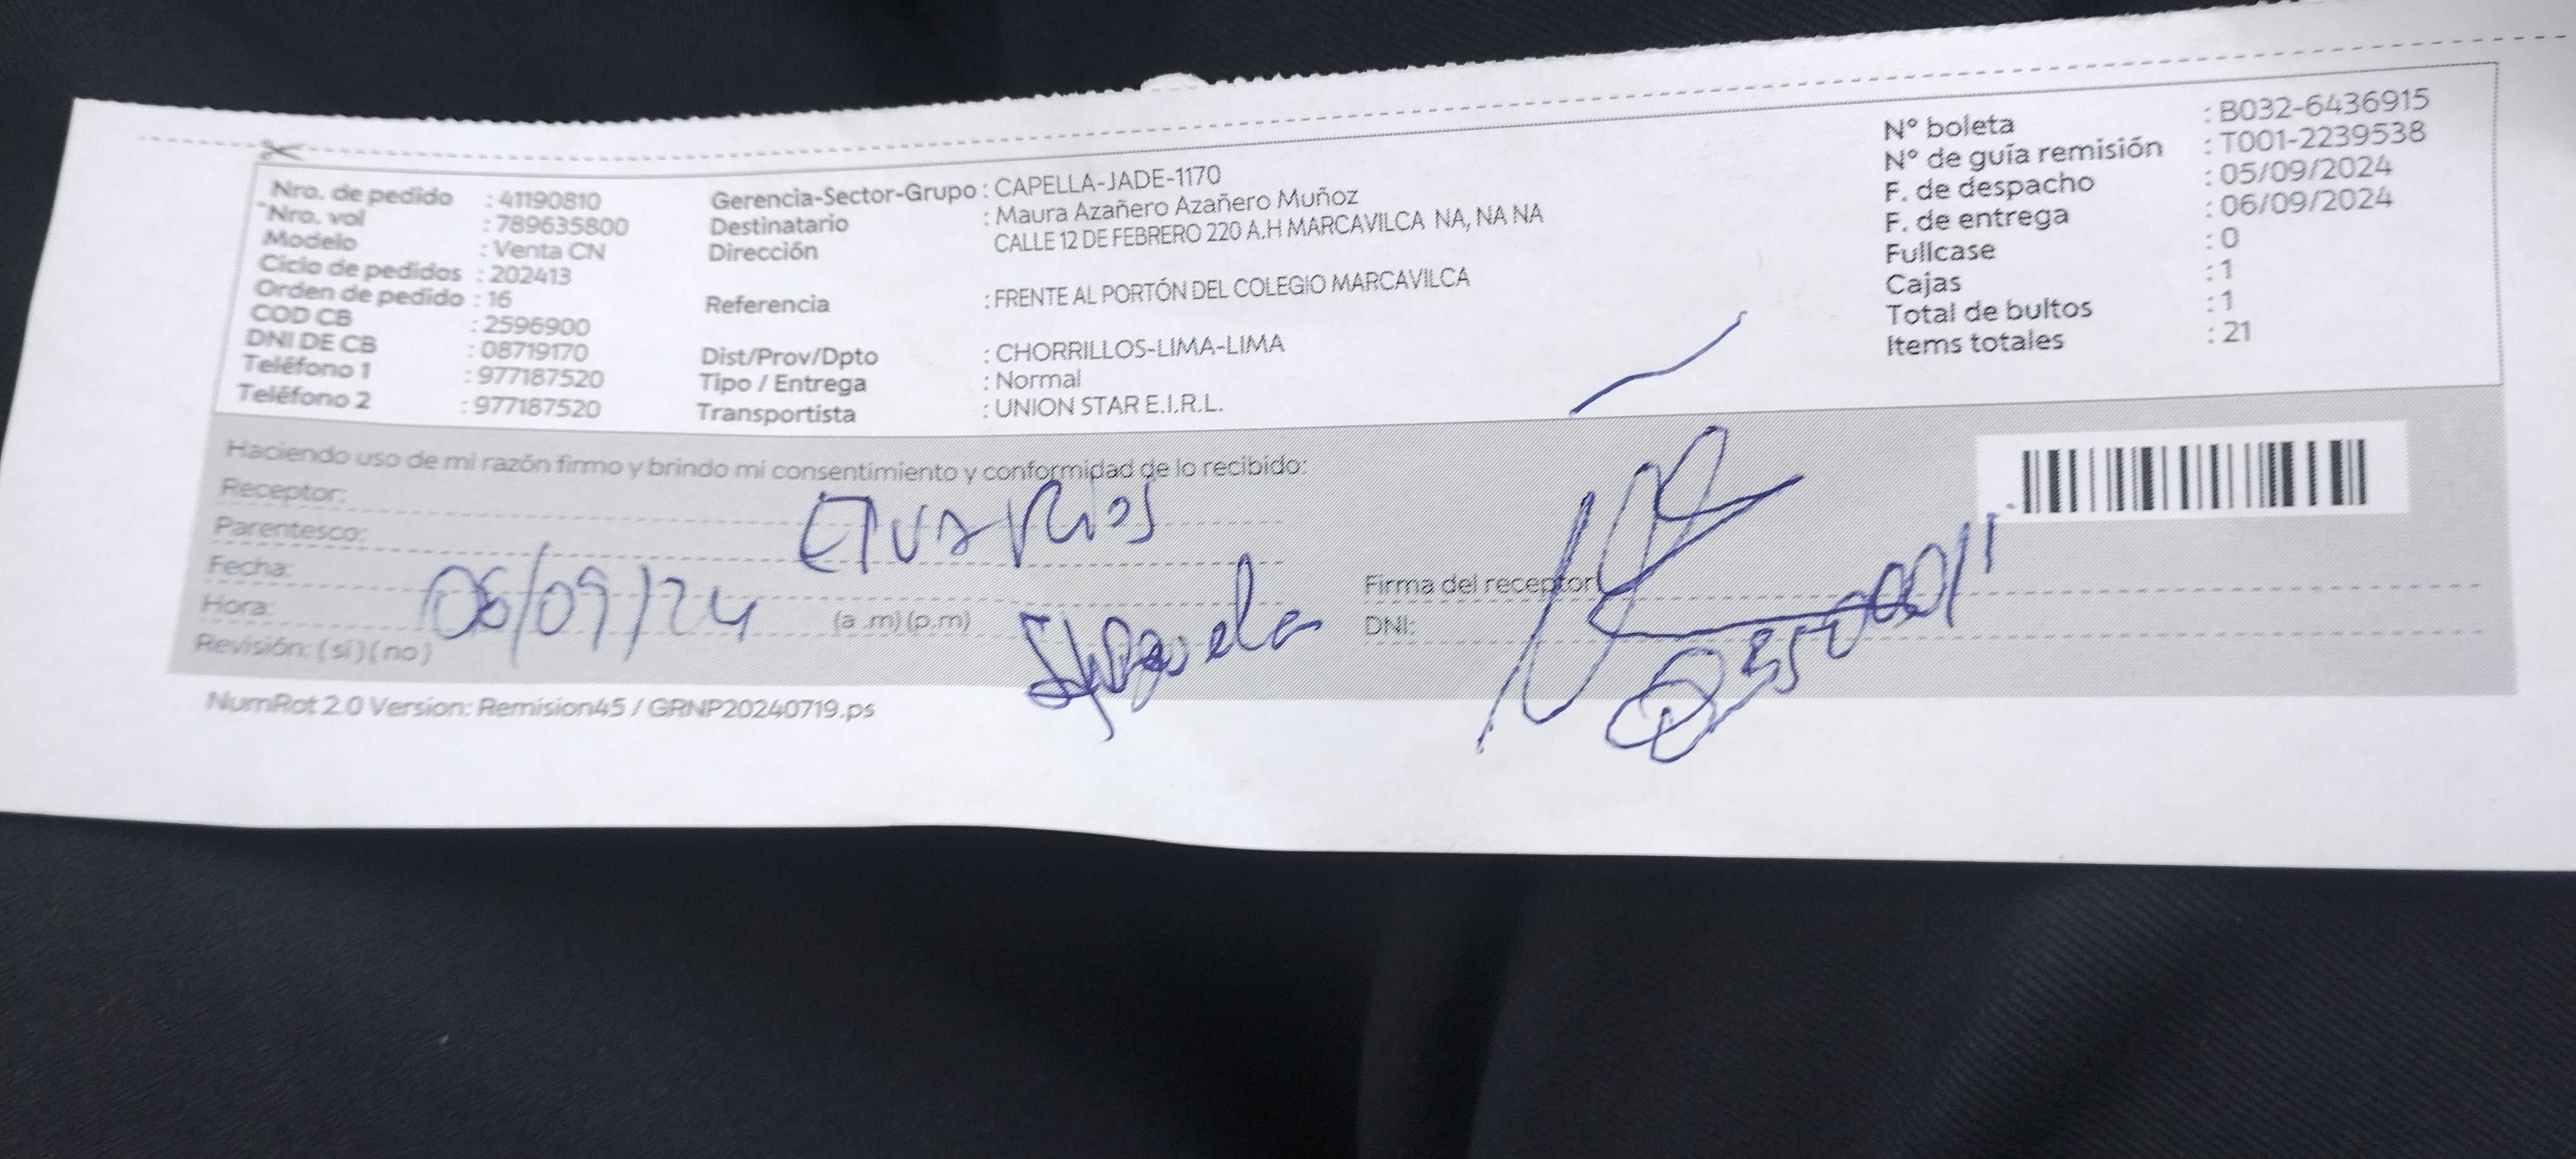 Nro. de pedido : 41190810
Nro. vol : 789635800
Modelo : Venta CN
Ciclo de pedidos : 202413
Orden de pedido : 16
COD CB : 2596900
DNI DE CB : 08719170
Teléfono 1 : 977187520
Teléfono 2 : 977187520
Gerencia-Sector-Grupo : CAPELLA-JADE-1170
Destinatario : Maura Azañero Azañero Muñoz
Dirección CALLE 12 DE FEBRERO 220 A.H MARCAVILCA NA, NA NA
Referencia : FRENTE AL PORTÓN DEL COLEGIO MARCAVILCA
Dist/Prov/Dpto : CHORRILLOS-LIMA-LIMA
Tipo / Entrega : Normal
Transportista : UNION STAR E.I.R.L.
N° boleta : B032-6436915
N° de guía remisión : T001-2239538
F. de despacho : 05/09/2024
F. de entrega : 06/09/2024
Fullcase : 0
Cajas : 1
Total de bultos : 1
Items totales : 21
Haciendo uso de mi razón firmo y brindo mi consentimiento y conformidad de lo recibido:
Receptor: Rios
Parentesco:
Fecha: 06/09/24
Hora: (a .m) (p.m)
Revisión: ( si ) ( no )
Firma del receptor
DNI:
NumRot 2.0 Version: Remision45 / GRNP20240719.ps